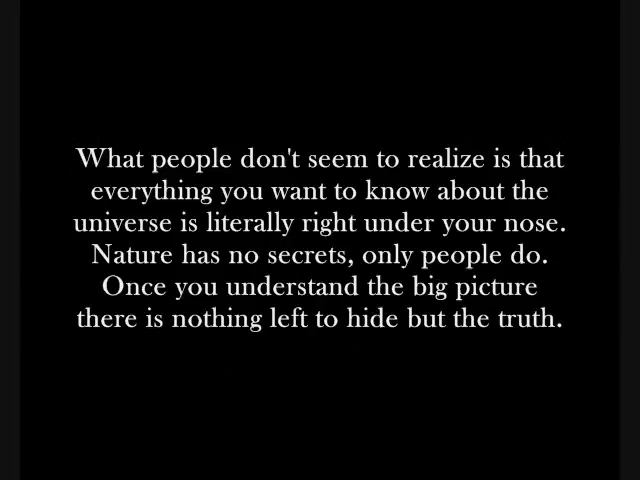 What people don't seem to realize is that
everything you want to know about the
universe is literally right under your nose.
Nature has no secrets, only people do.
Once you understand the big picture
there is nothing left to hide but the truth.